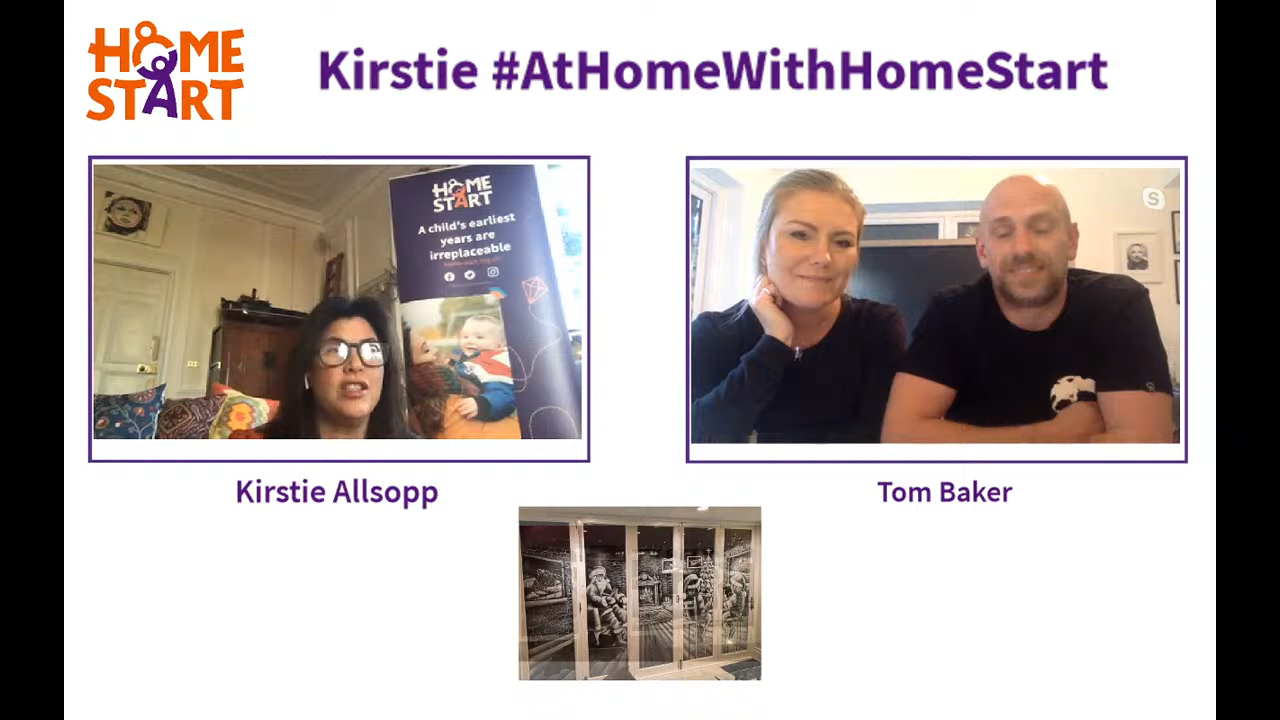 HOME
START
Kirstie #AtHomeWithHomeStart
HOME
START
A child's earliest
years are
irreplaceable
S
Kirstie Allsopp
Tom Baker